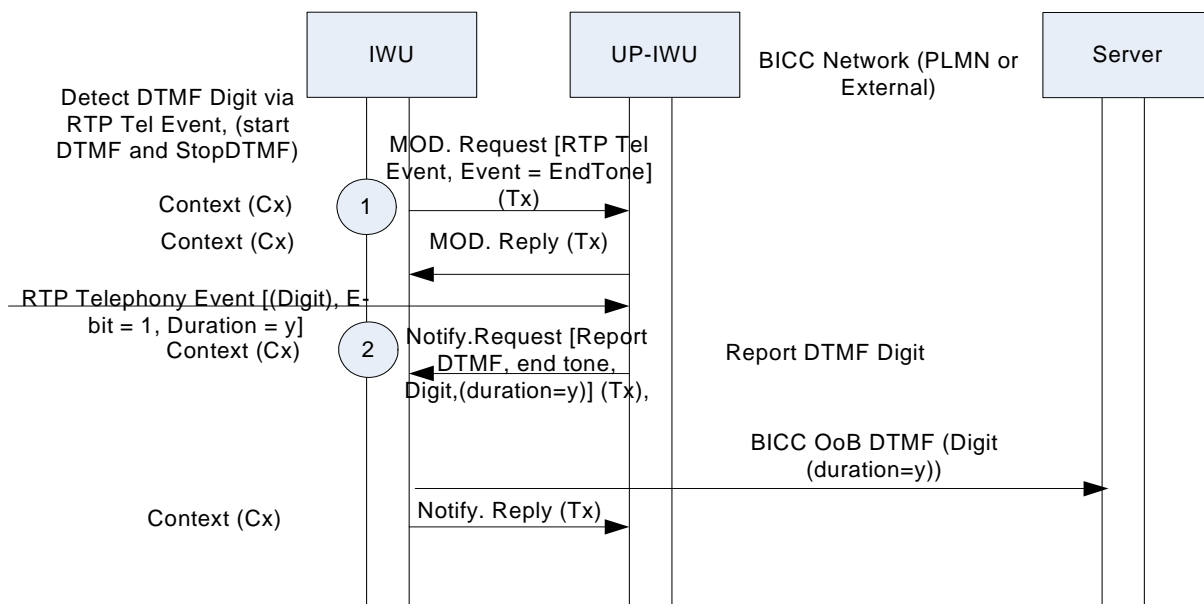 IWU
UP-IWU
BICC Network (PLMN or
External)
Server
Detect DTMF Digit via
RTP Tel Event, (start
DTMF and StopDTMF)
MOD. Request [RTP Tel
Event, Event = EndTone]
(Tx)
Context (Cx)
1
Context (Cx)
MOD. Reply (Tx)
RTP Telephony Event [(Digit), E-
bit = 1, Duration = y]
Context (Cx)
2
Notify.Request [Report
DTMF, end tone,
Digit,(duration=y)] (Tx),
Report DTMF Digit
BICC OoB DTMF (Digit
(duration=y))
Context (Cx)
Notify. Reply (Tx)